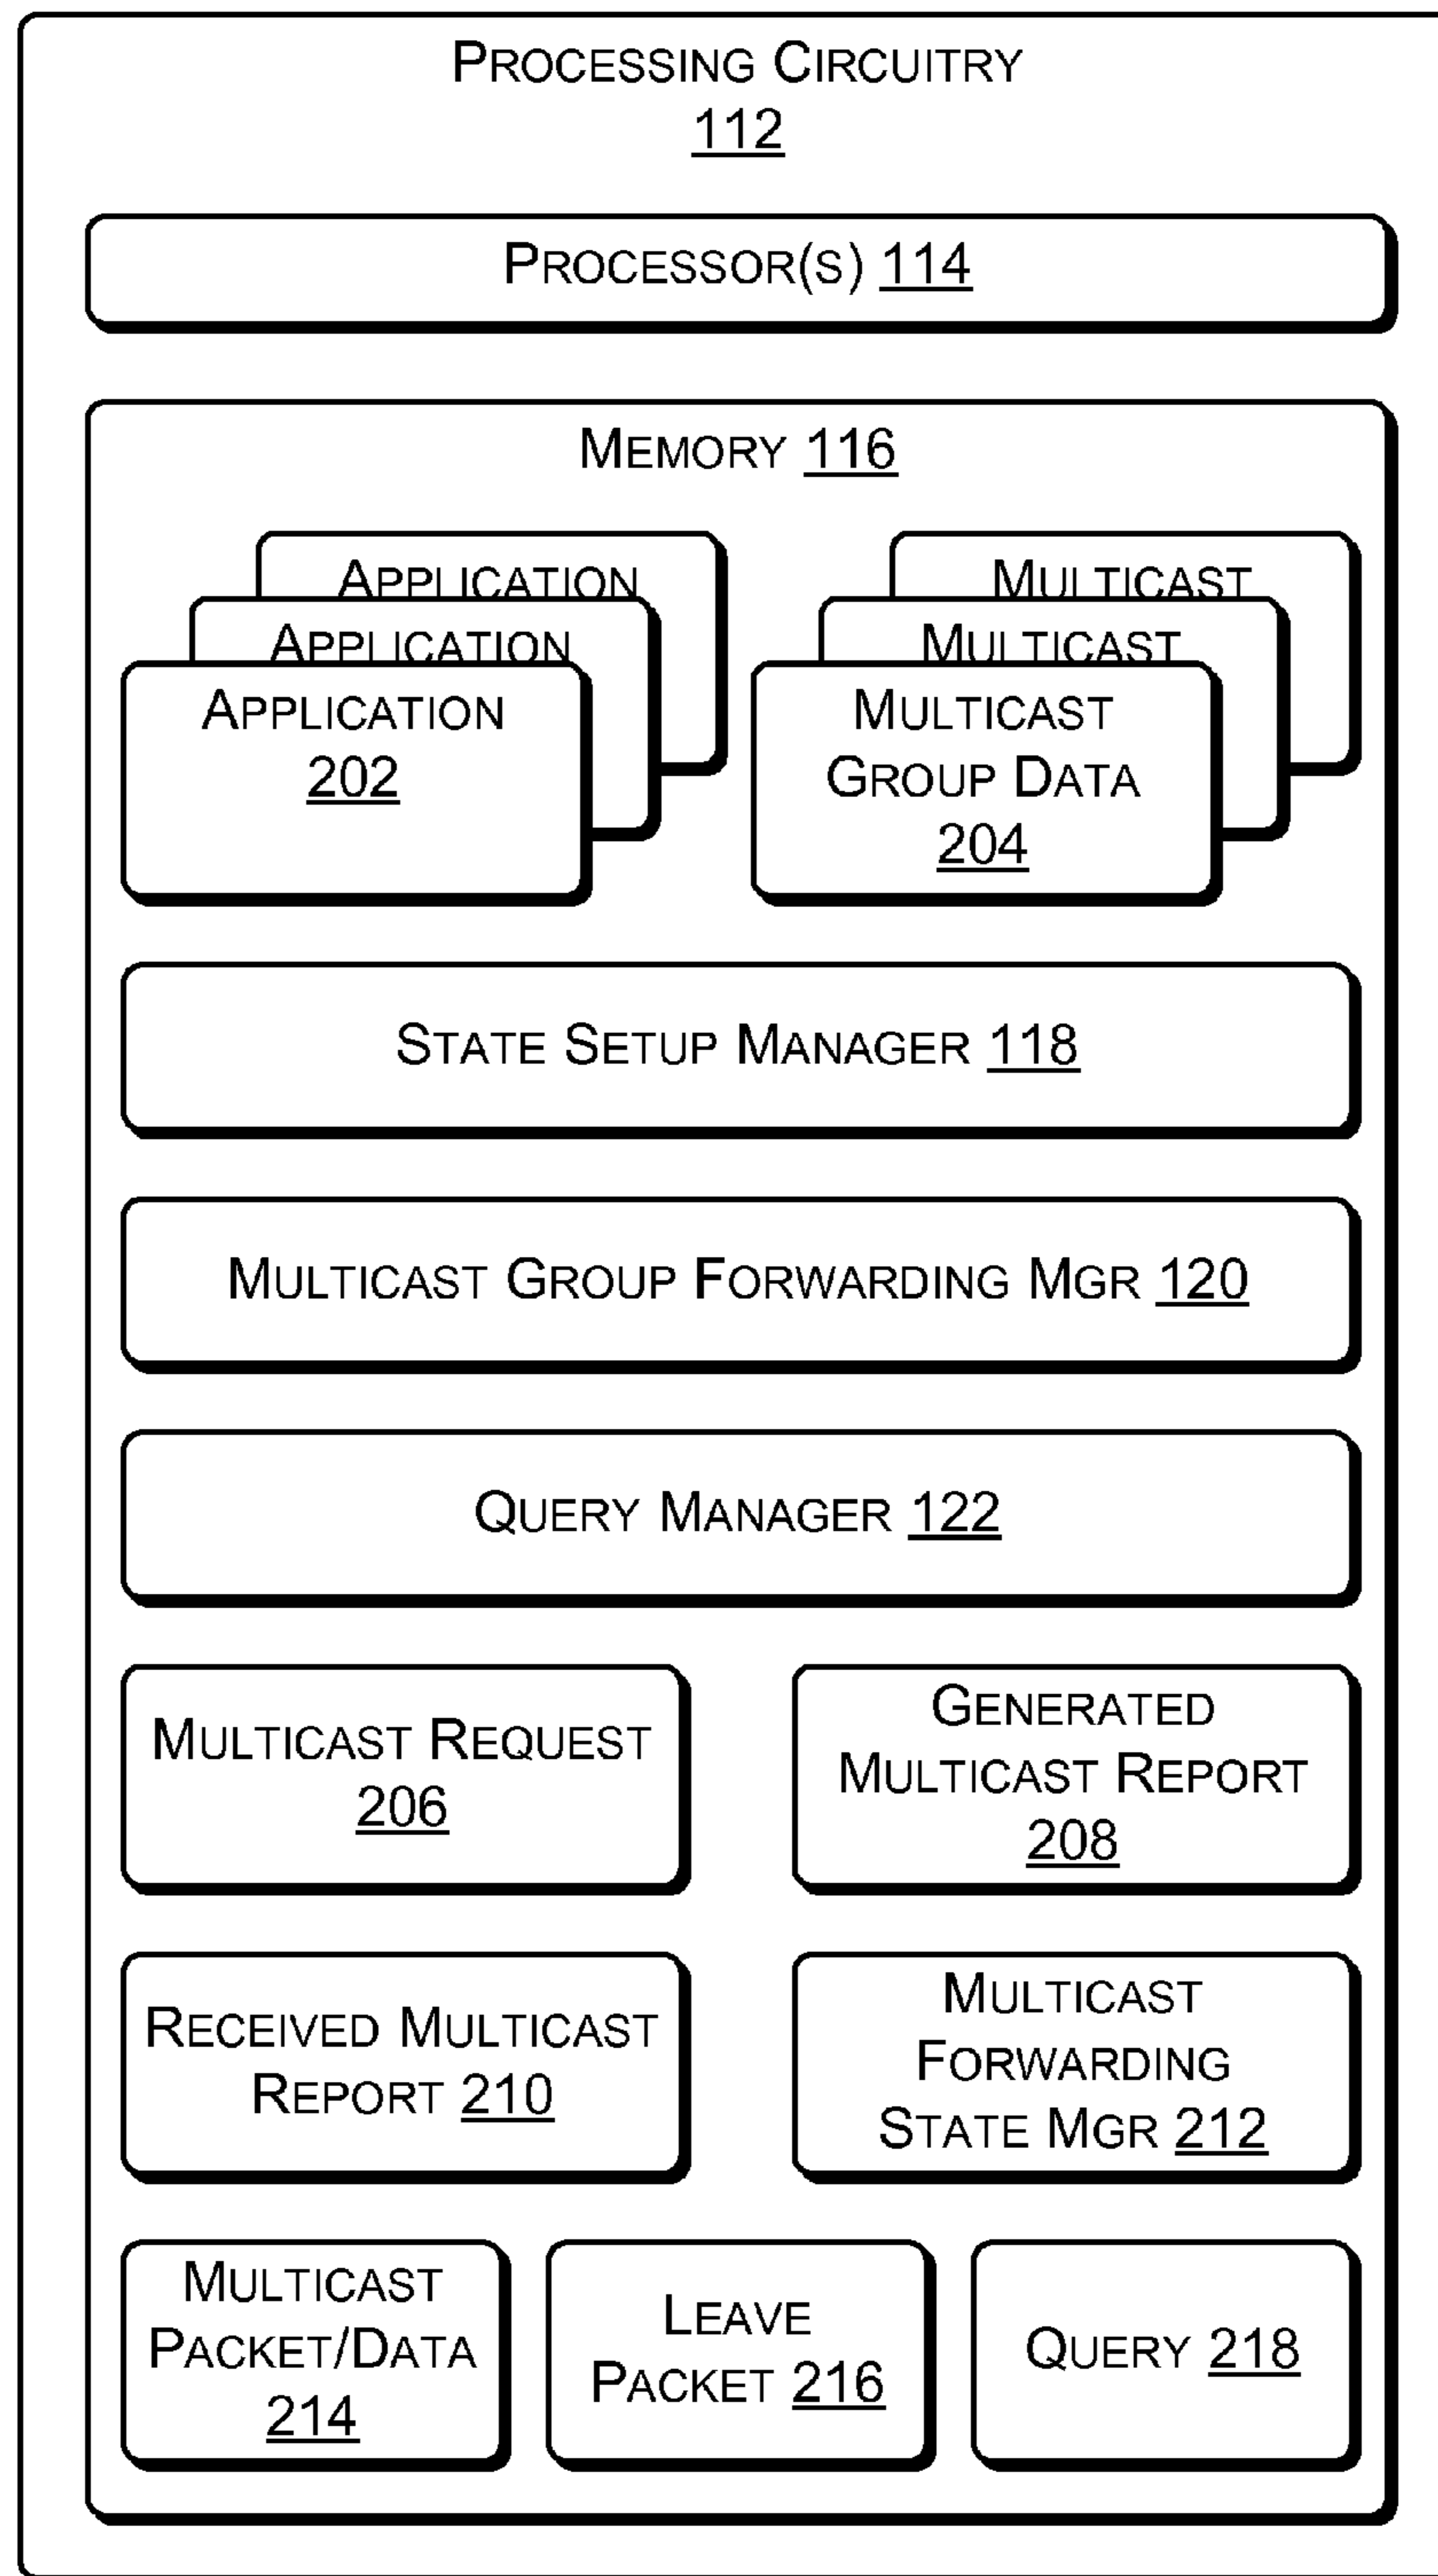 PROCESSING CIRCUITRY
112
PROCESSOR(S) 114
MEMORY 116
APPLICATION
APPLICATION
APPLICATION
202
MULTICAST
MULTICAST
MULTICAST
GROUP DATA
204
STATE SETUP MANAGER 118
MULTICAST GROUP FORWARDING MGR 120
QUERY MANAGER 122
MULTICAST REQUEST
206
GENERATED
MULTICAST REPORT
208
RECEIVED MULTICAST
REPORT 210
MULTICAST
FORWARDING
STATE MGR 212
MULTICAST
PACKET/DATA
214
LEAVE
PACKET 216
QUERY 218